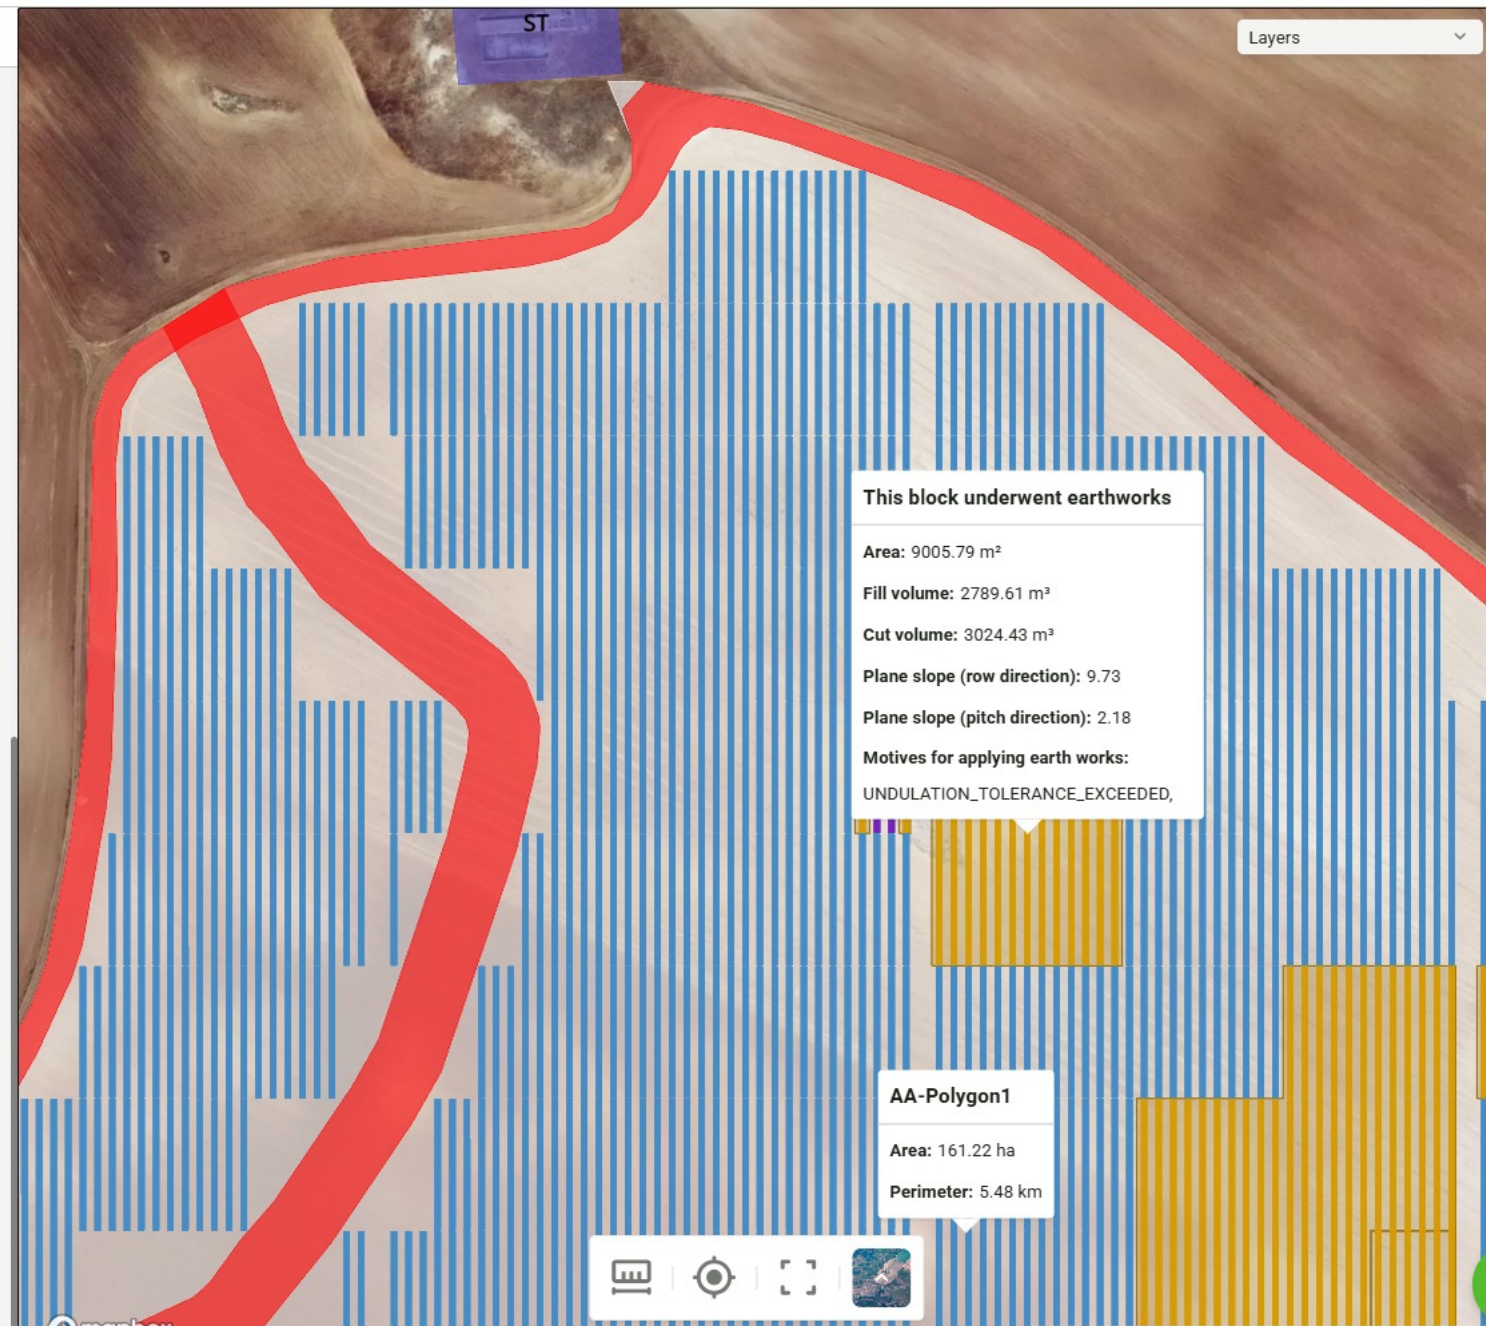 ST
Layers
This block underwent earthworks
Area: 9005.79 m²
Fill volume: 2789.61 m³
Cut volume: 3024.43 m³
Plane slope (row direction): 9.73
Plane slope (pitch direction): 2.18
Motives for applying earth works:
UNDULATION_TOLERANCE_EXCEEDED,
AA-Polygon1
Area: 161.22 ha
Perimeter: 5.48 km
mapbox